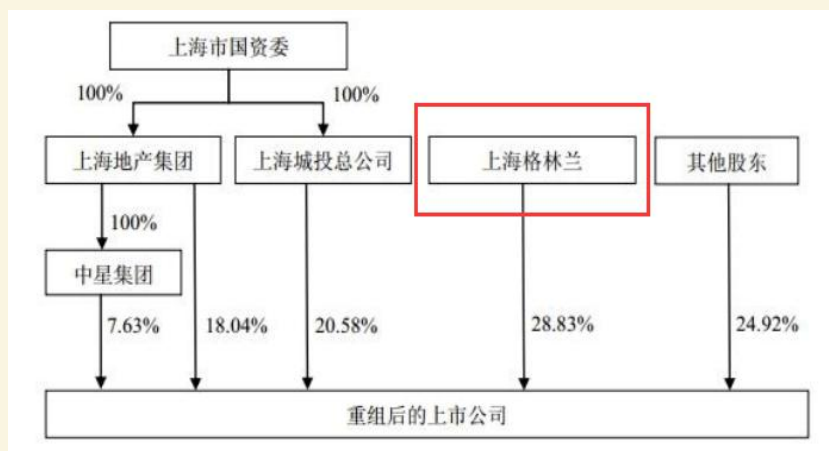 上海市国资委
100%
100%
上海地产集团
上海城投总公司
上海格林兰
其他股东
100%
中星集团
7.63%
18.04%
20.58%
28.83%
24.92%
重组后的上市公司